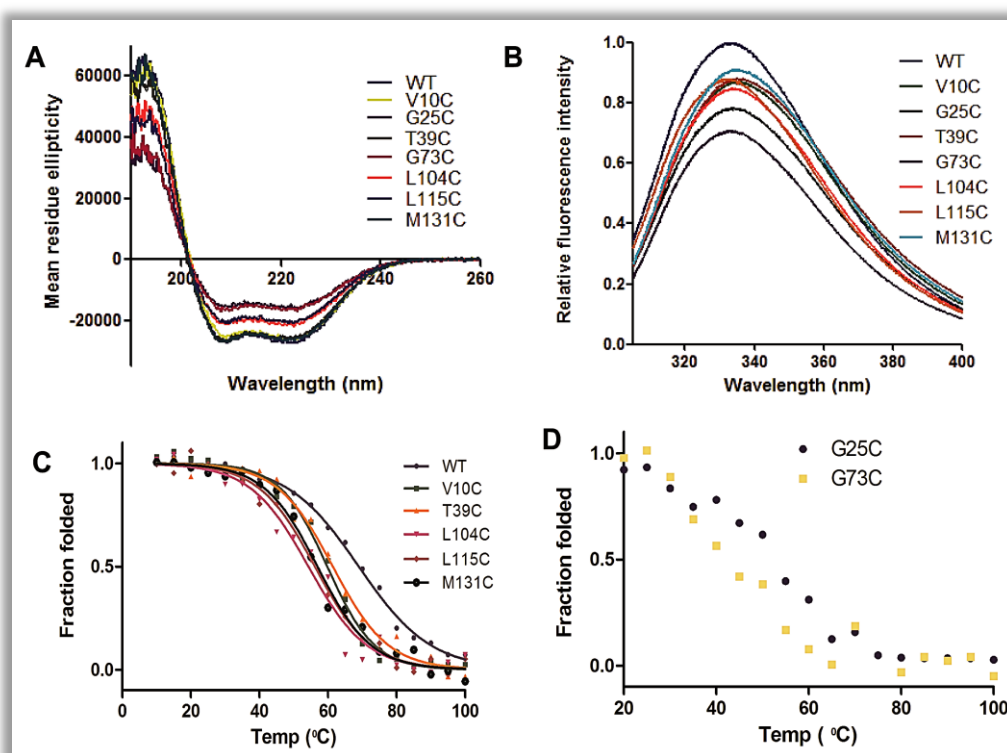 A
Mean residue ellipticity
60000
40000
20000
0
-20000
200
220
240
260
Wavelength (nm)
WT
V10C
G25C
T39C
G73C
L104C
L115C
M131C
B
Relative fluorescence intensity
1.0
0.8
0.6
0.4
0.2
0.0
320
340
360
380
400
Wavelength (nm)
WT
V10C
G25C
T39C
G73C
L104C
L115C
M131C
C
Fraction folded
1.0
0.5
0.0
0
20
40
60
80
100
Temp (⁰C)
WT
V10C
T39C
L104C
L115C
M131C
D
Fraction folded
1.0
0.5
0.0
20
40
60
80
100
Temp ( ⁰C)
G25C
G73C